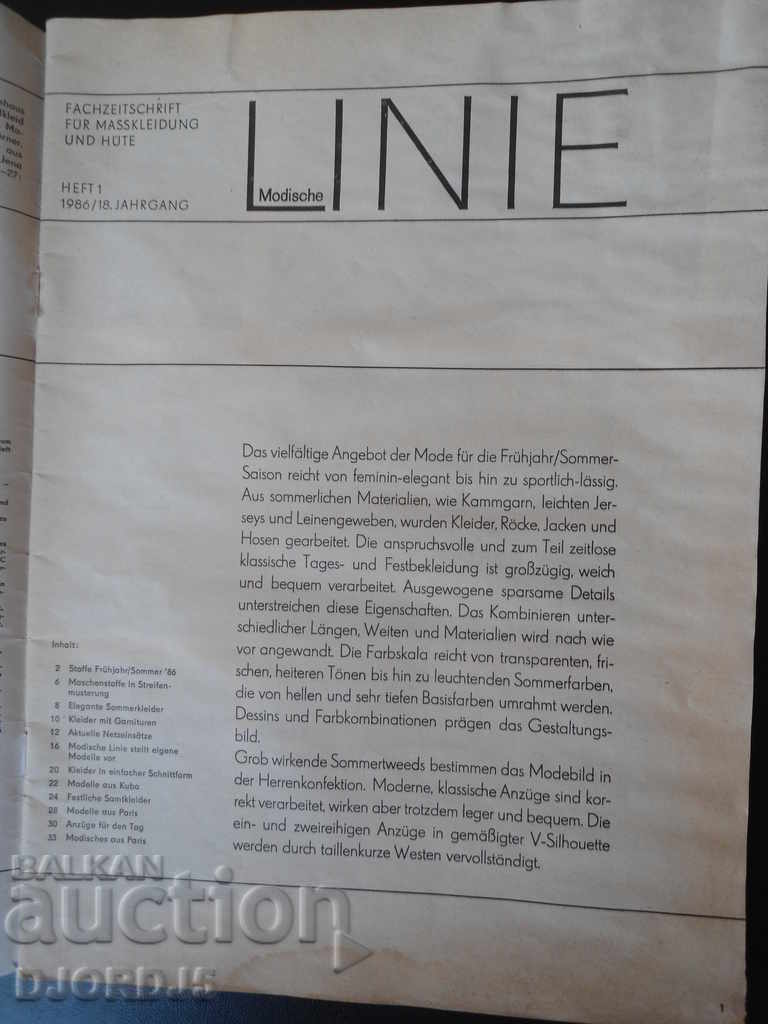 FACHZEITSCHRIFT
FÜR MASSKLEIDUNG
UND HÜTE
HEFT 1
1986/18. JAHRGANG
Modische
LINIE
Das vielfältige Angebot der Mode für die Frühjahr/Sommer-
Saison reicht von feminin-elegant bis hin zu sportlich-lässig.
Aus sommerlichen Materialien, wie Kammgarn, leichten Jer-
seys und Leinengeweben, wurden Kleider, Röcke, Jacken und
Hosen gearbeitet. Die anspruchsvolle und zum Teil zeitlose
klassische Tages- und Festbekleidung ist großzügig, weich
und bequem verarbeitet. Ausgewogene sparsame Details
unterstreichen diese Eigenschaften. Das Kombinieren unter-
schiedlicher Längen, Weiten und Materialien wird nach wie
vor angewandt. Die Farbskala reicht von transparenten, fri-
schen, heiteren Tönen bis hin zu leuchtenden Sommerfarben,
die von hellen und sehr tiefen Basisfarben umrahmt werden.
Dessins und Farbkombinationen prägen das Gestaltungs-
bild.
Grob wirkende Sommertweeds bestimmen das Modebild in
der Herrenkonfektion. Moderne, klassische Anzüge sind kor-
rekt verarbeitet, wirken aber trotzdem leger und bequem. Die
ein- und zweireihigen Anzüge in gemäßigter V-Silhouette
werden durch taillenkurze Westen vervollständigt.
Inhalt:
2 Stoffe Frühjahr/Sommer '86
6 Maschenstoffe in Streifen-
musterung
8 Elegante Sommerkleider
10 Kleider mit Garnituren
12 Aktuelle Netzeinsätze
16 Modische Linie stellt eigene
Modelle vor
20 Kleider in einfacher Schnittform
22 Modelle aus Kuba
24 Festliche Samtkleider
28 Modelle aus Paris
30 Anzüge für den Tag
33 Modisches aus Paris
1
BALKAN
auction
DJORDJ5